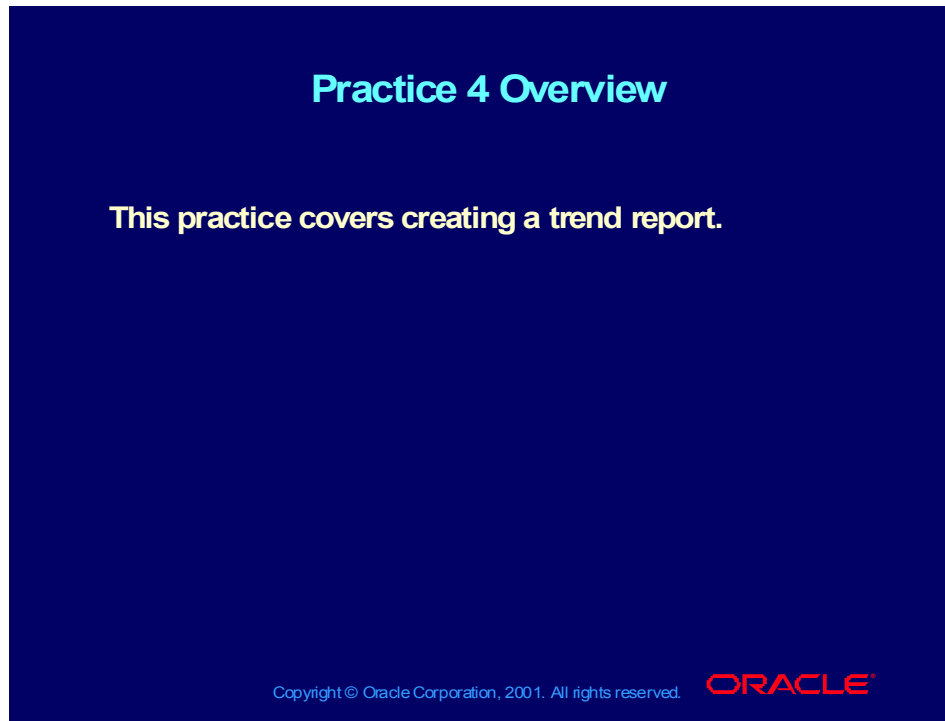 Practice 4 Overview
This practice covers creating a trend report.
Copyright © Oracle Corporation, 2001. All rights reserved.
ORACLE®